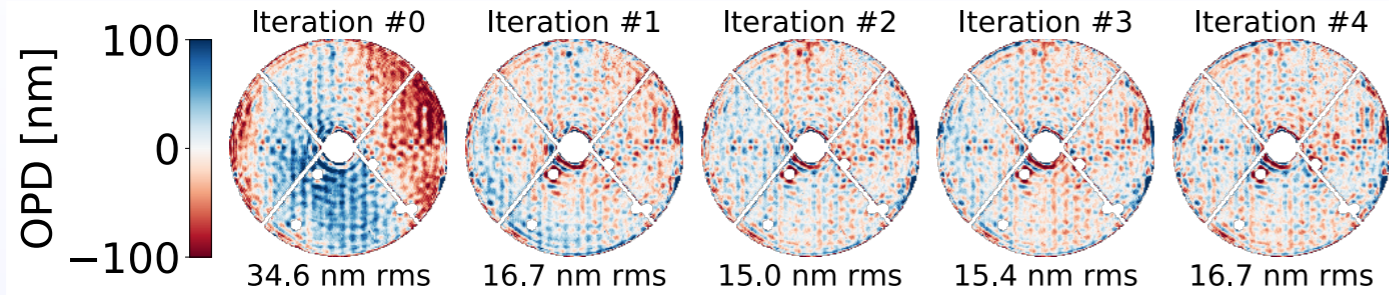 OPD [nm]
100
0
−100
Iteration #0
34.6 nm rms
Iteration #1
16.7 nm rms
Iteration #2
15.0 nm rms
Iteration #3
15.4 nm rms
Iteration #4
16.7 nm rms